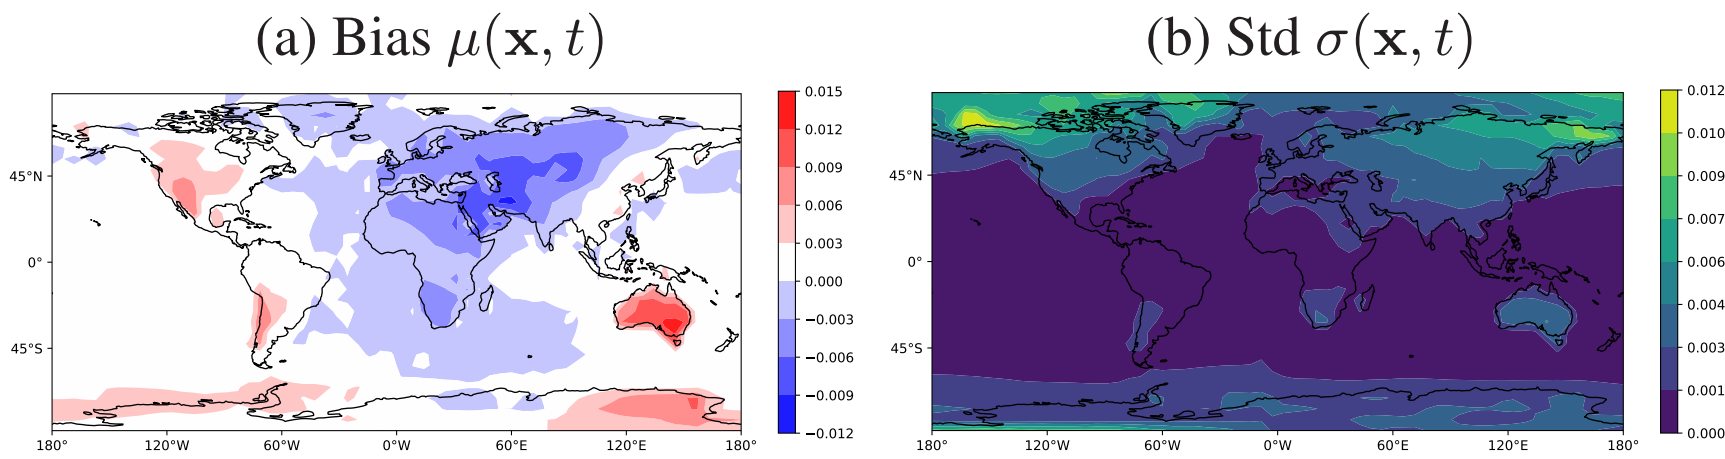 (a) Bias μ(x, t)
(b) Std σ(x, t)
45°N
0°
45°S
180°
120°W
60°W
0°W
60°E
120°E
180°
0.015
0.012
0.009
0.006
0.003
0.000
−0.003
−0.006
−0.009
−0.012
45°N
0°
45°S
180°
120°W
60°W
0°W
60°E
120°E
180°
0.012
0.010
0.009
0.007
0.006
0.004
0.003
0.001
0.000